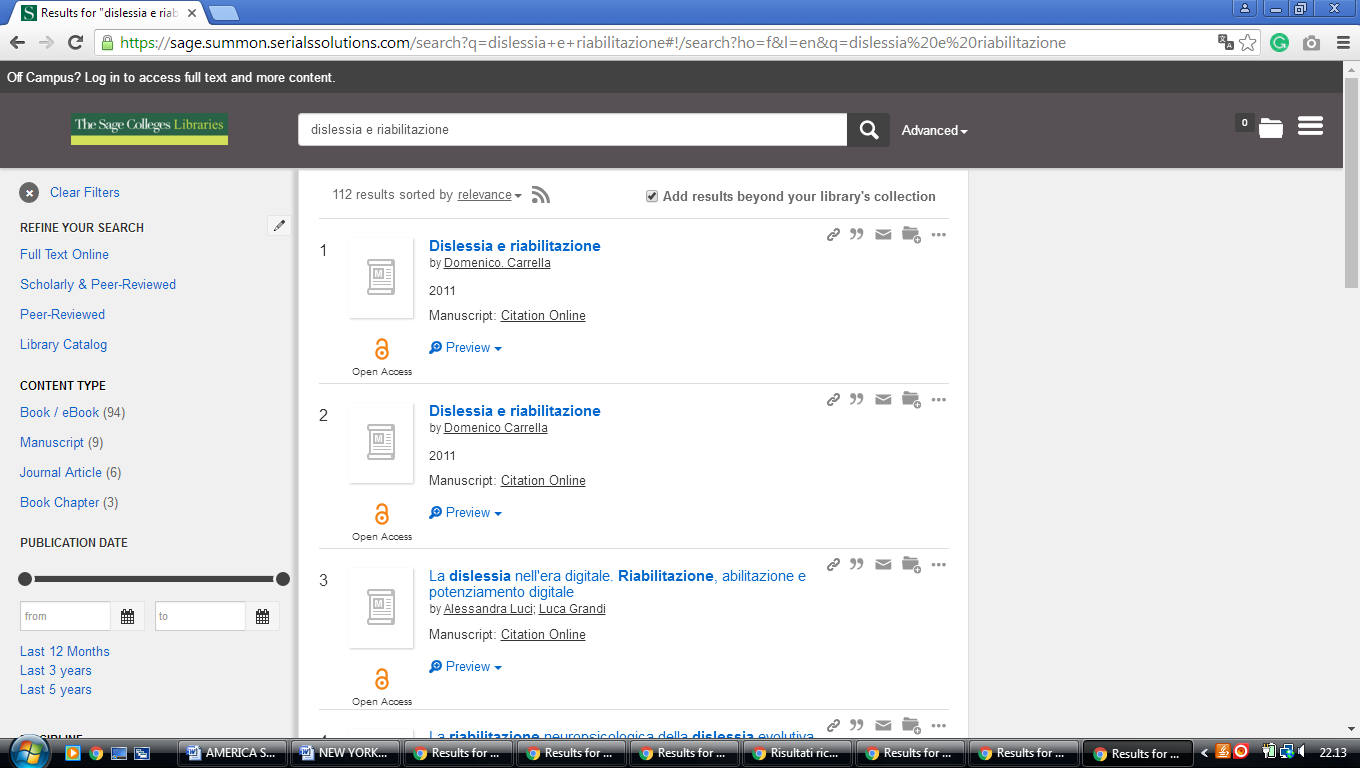 Results for "dislessia e riab
https://sage.summon.serialssolutions.com/search?q=dislessia+e+riabilitazione#!/search?ho=f&l=en&q=dislessia%20e%20riabilitazione
Off Campus? Log in to access full text and more content.
The Sage Colleges Libraries
dislessia e riabilitazione
Advanced
0
Clear Filters
REFINE YOUR SEARCH
Full Text Online
Scholarly & Peer-Reviewed
Peer-Reviewed
Library Catalog
CONTENT TYPE
Book / eBook (94)
Manuscript (9)
Journal Article (6)
Book Chapter (3)
PUBLICATION DATE
from
to
Last 12 Months
Last 3 years
Last 5 years
DISCIPLINE
112 results sorted by relevance
Add results beyond your library's collection
1
Dislessia e riabilitazione
by Domenico. Carrella
2011
Manuscript: Citation Online
Preview
Open Access
2
Dislessia e riabilitazione
by Domenico Carrella
2011
Manuscript: Citation Online
Preview
Open Access
3
La dislessia nell'era digitale. Riabilitazione, abilitazione e
potenziamento digitale
by Alessandra Luci; Luca Grandi
Manuscript: Citation Online
Preview
Open Access
4
La riabilitazione neuropsicologica della dislessia evolutiva
AMERICA S...
NEW YORK...
Results for ...
Results for ...
Results for ...
Risultati ric...
Results for ...
Results for ...
Results for ...
22.13